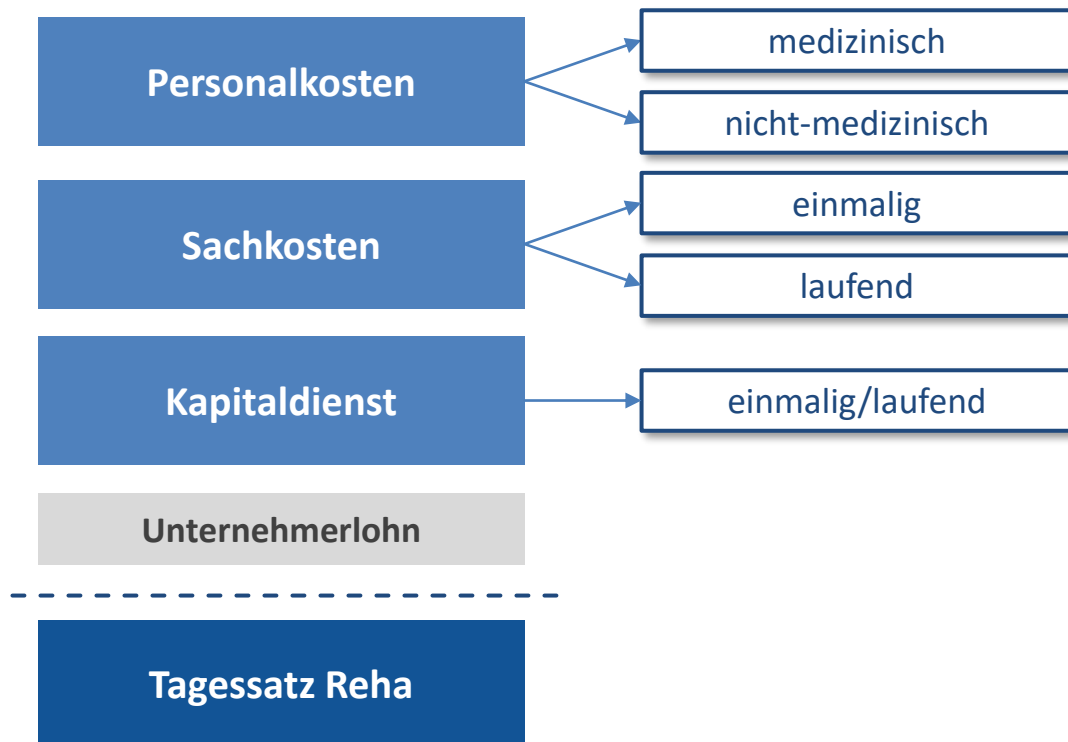 Personalkosten
medizinisch
nicht-medizinisch
Sachkosten
einmalig
laufend
Kapitaldienst
einmalig/laufend
Unternehmerlohn
Tagessatz Reha